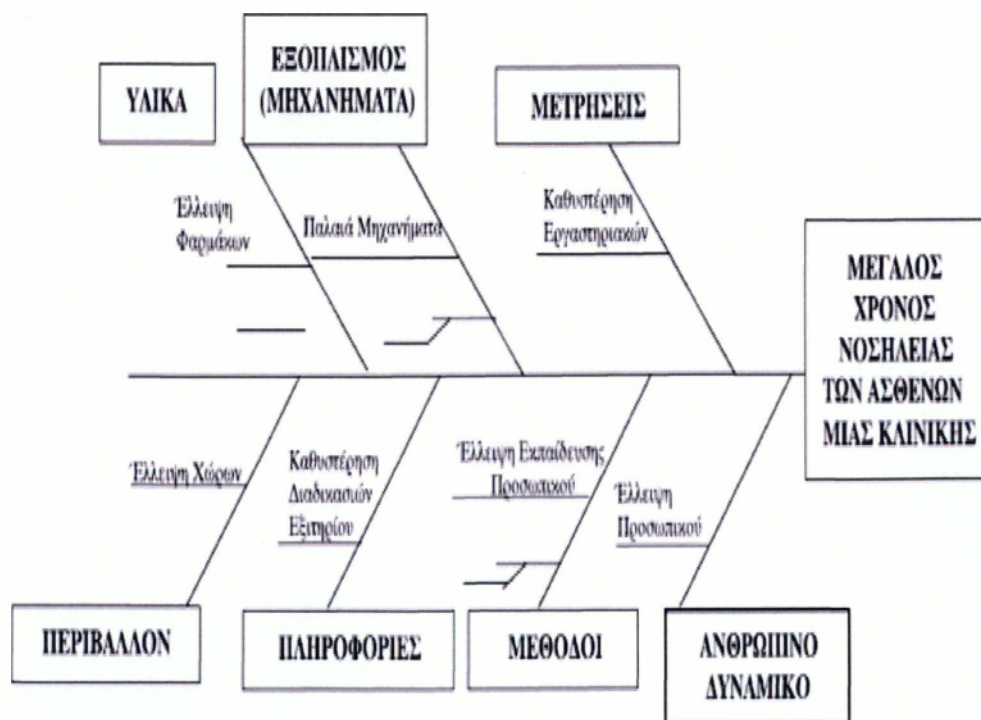 ΥΛΙΚΑ
ΕΞΟΠΛΙΣΜΟΣ
(ΜΗΧΑΝΗΜΑΤΑ)
ΜΕΤΡΗΣΕΙΣ
Έλλειψη
Φαρμάκων
Παλαιά Μηχανήματα
Καθυστέρηση
Εργαστηριακών
ΜΕΓΑΛΟΣ
ΧΡΟΝΟΣ
ΝΟΣΗΛΕΙΑΣ
ΤΩΝ ΑΣΘΕΝΩΝ
ΜΙΑΣ ΚΛΙΝΙΚΗΣ
Έλλειψη Χώρων
Καθυστέρηση
Διαδικασιών
Εξιτηρίου
Έλλειψη Εκπαίδευσης
Προσωπικού
Έλλειψη
Προσωπικού
ΠΕΡΙΒΑΛΛΟΝ
ΠΛΗΡΟΦΟΡΙΕΣ
ΜΕΘΟΔΟΙ
ΑΝΘΡΩΠΙΝΟ
ΔΥΝΑΜΙΚΟ